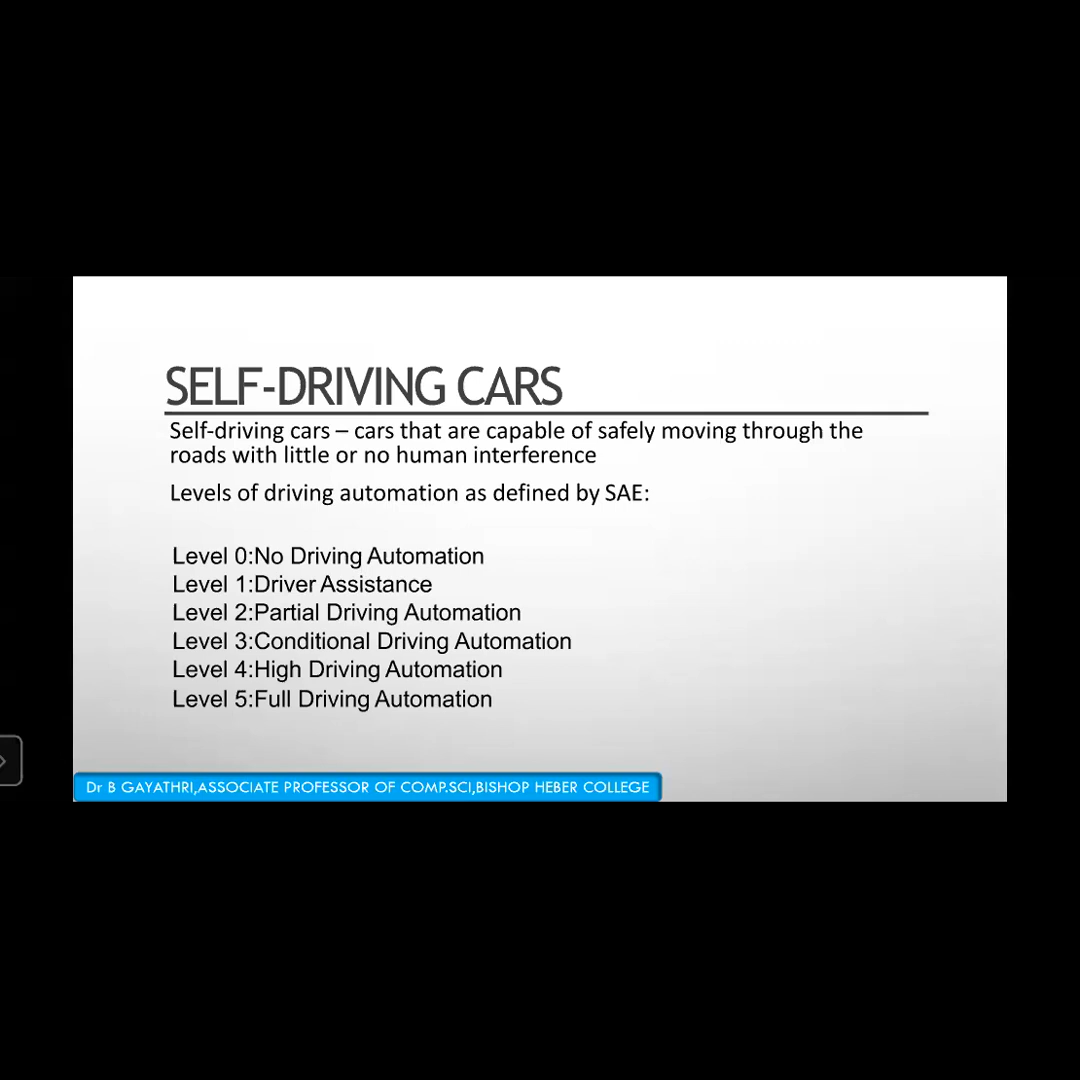 SELF-DRIVING CARS
Self-driving cars – cars that are capable of safely moving through the
roads with little or no human interference
Levels of driving automation as defined by SAE:
Level 0:No Driving Automation
Level 1:Driver Assistance
Level 2:Partial Driving Automation
Level 3:Conditional Driving Automation
Level 4:High Driving Automation
Level 5:Full Driving Automation
Dr B GAYATHRI,ASSOCIATE PROFESSOR OF COMP.SCI,BISHOP HEBER COLLEGE